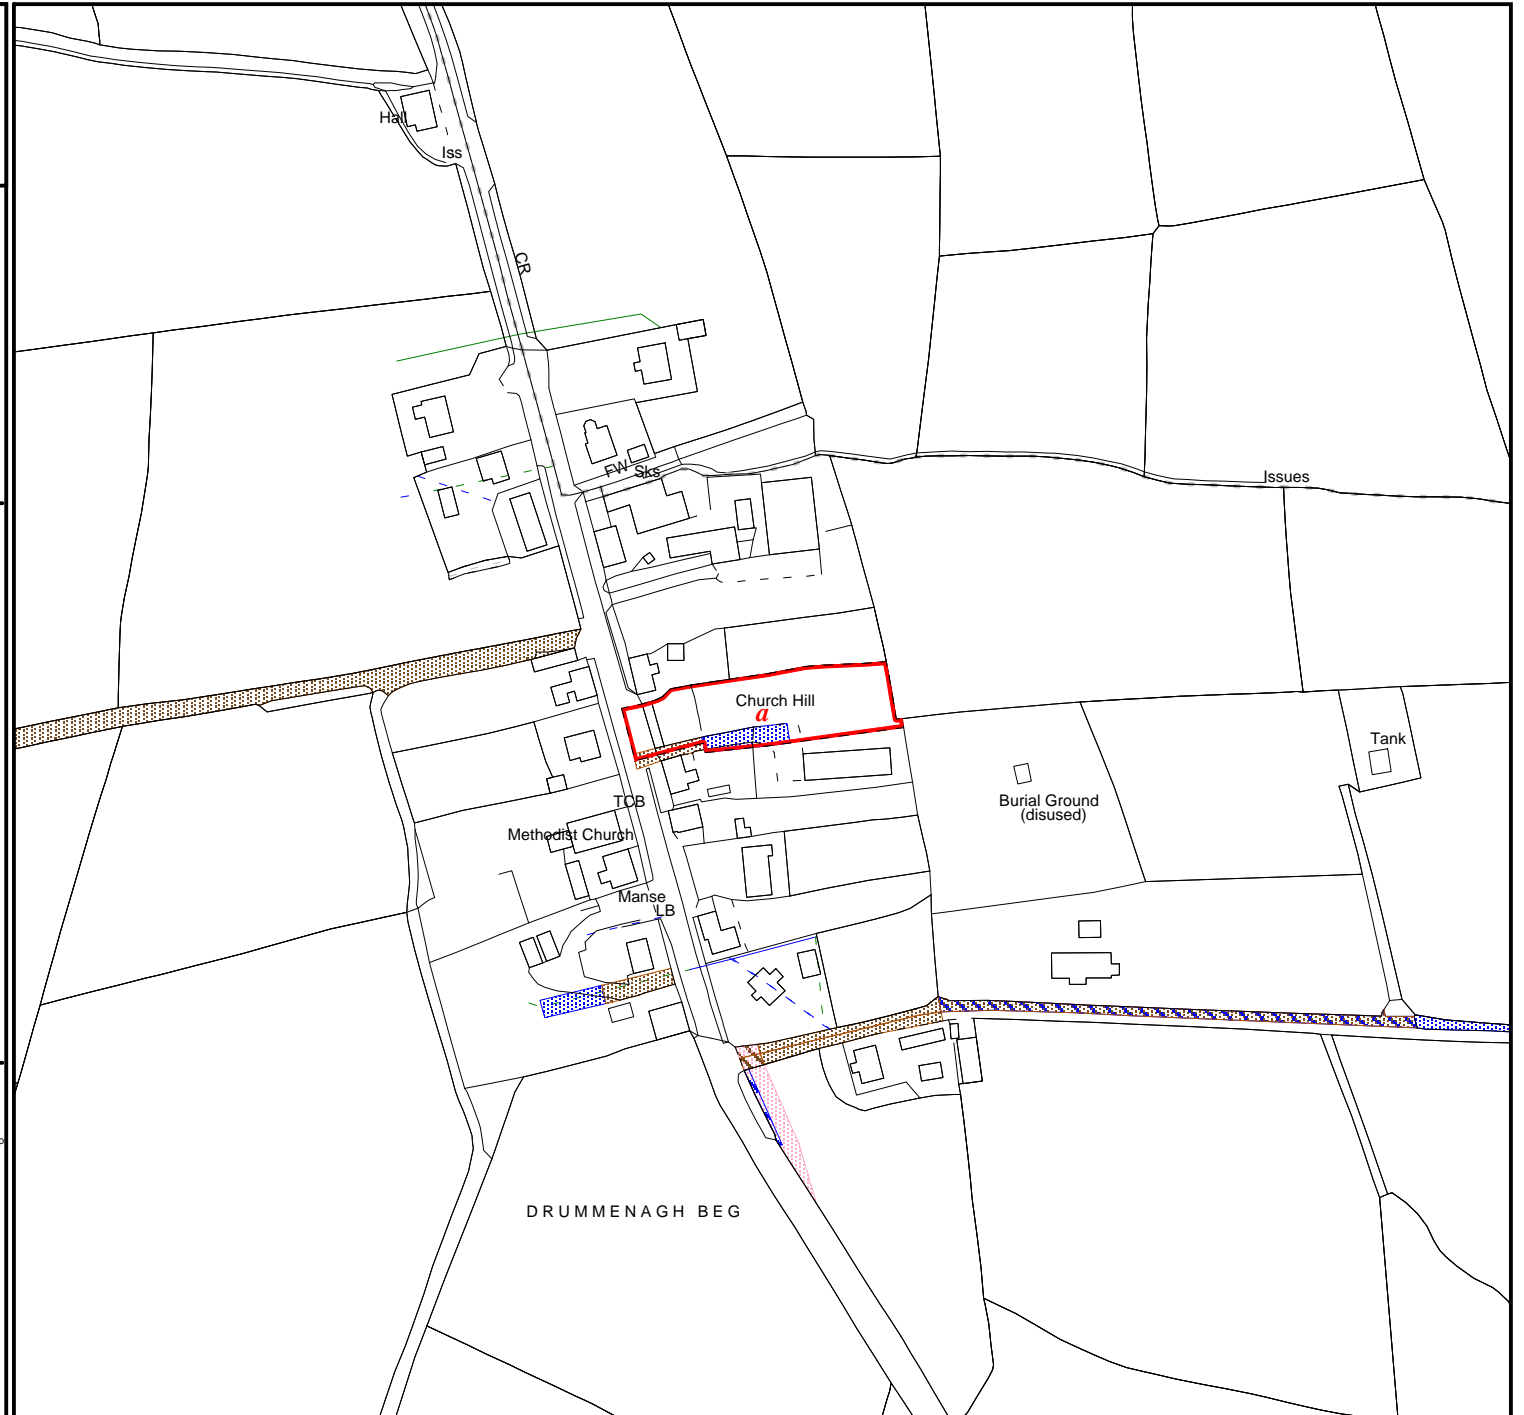 Hall
Iss
CR
FW Sks
Issues
Church Hill
a
Tank
Burial Ground
(disused)
TCB
Methodist Church
Manse
LB
DRUMMENAGH BEG